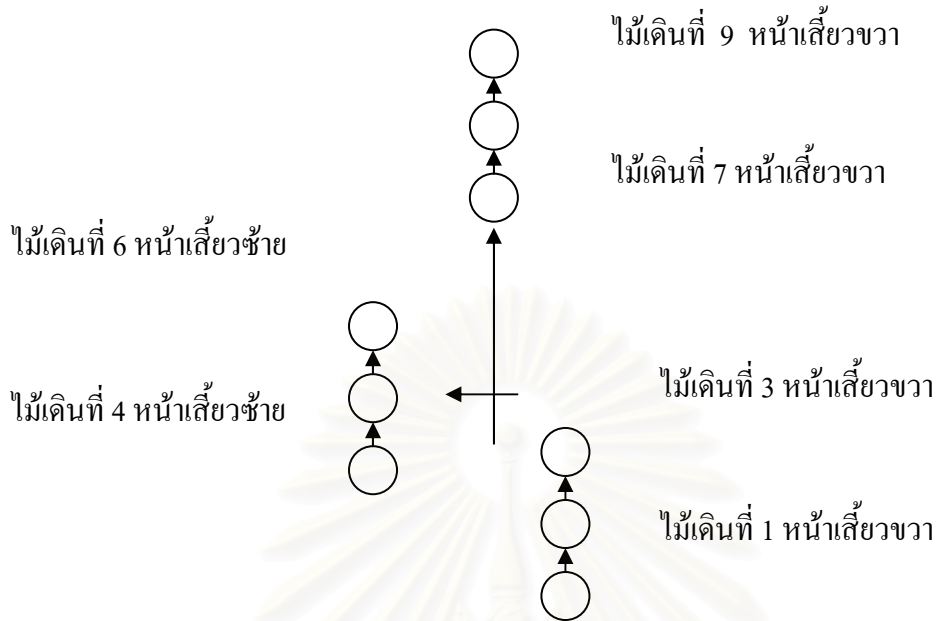 ไม้เดินที่ 9 หน้าเสี้ยวขวา
ไม้เดินที่ 7 หน้าเสี้ยวขวา
ไม้เดินที่ 6 หน้าเสี้ยวซ้าย
ไม้เดินที่ 3 หน้าเสี้ยวขวา
ไม้เดินที่ 4 หน้าเสี้ยวซ้าย
ไม้เดินที่ 1 หน้าเสี้ยวขวา